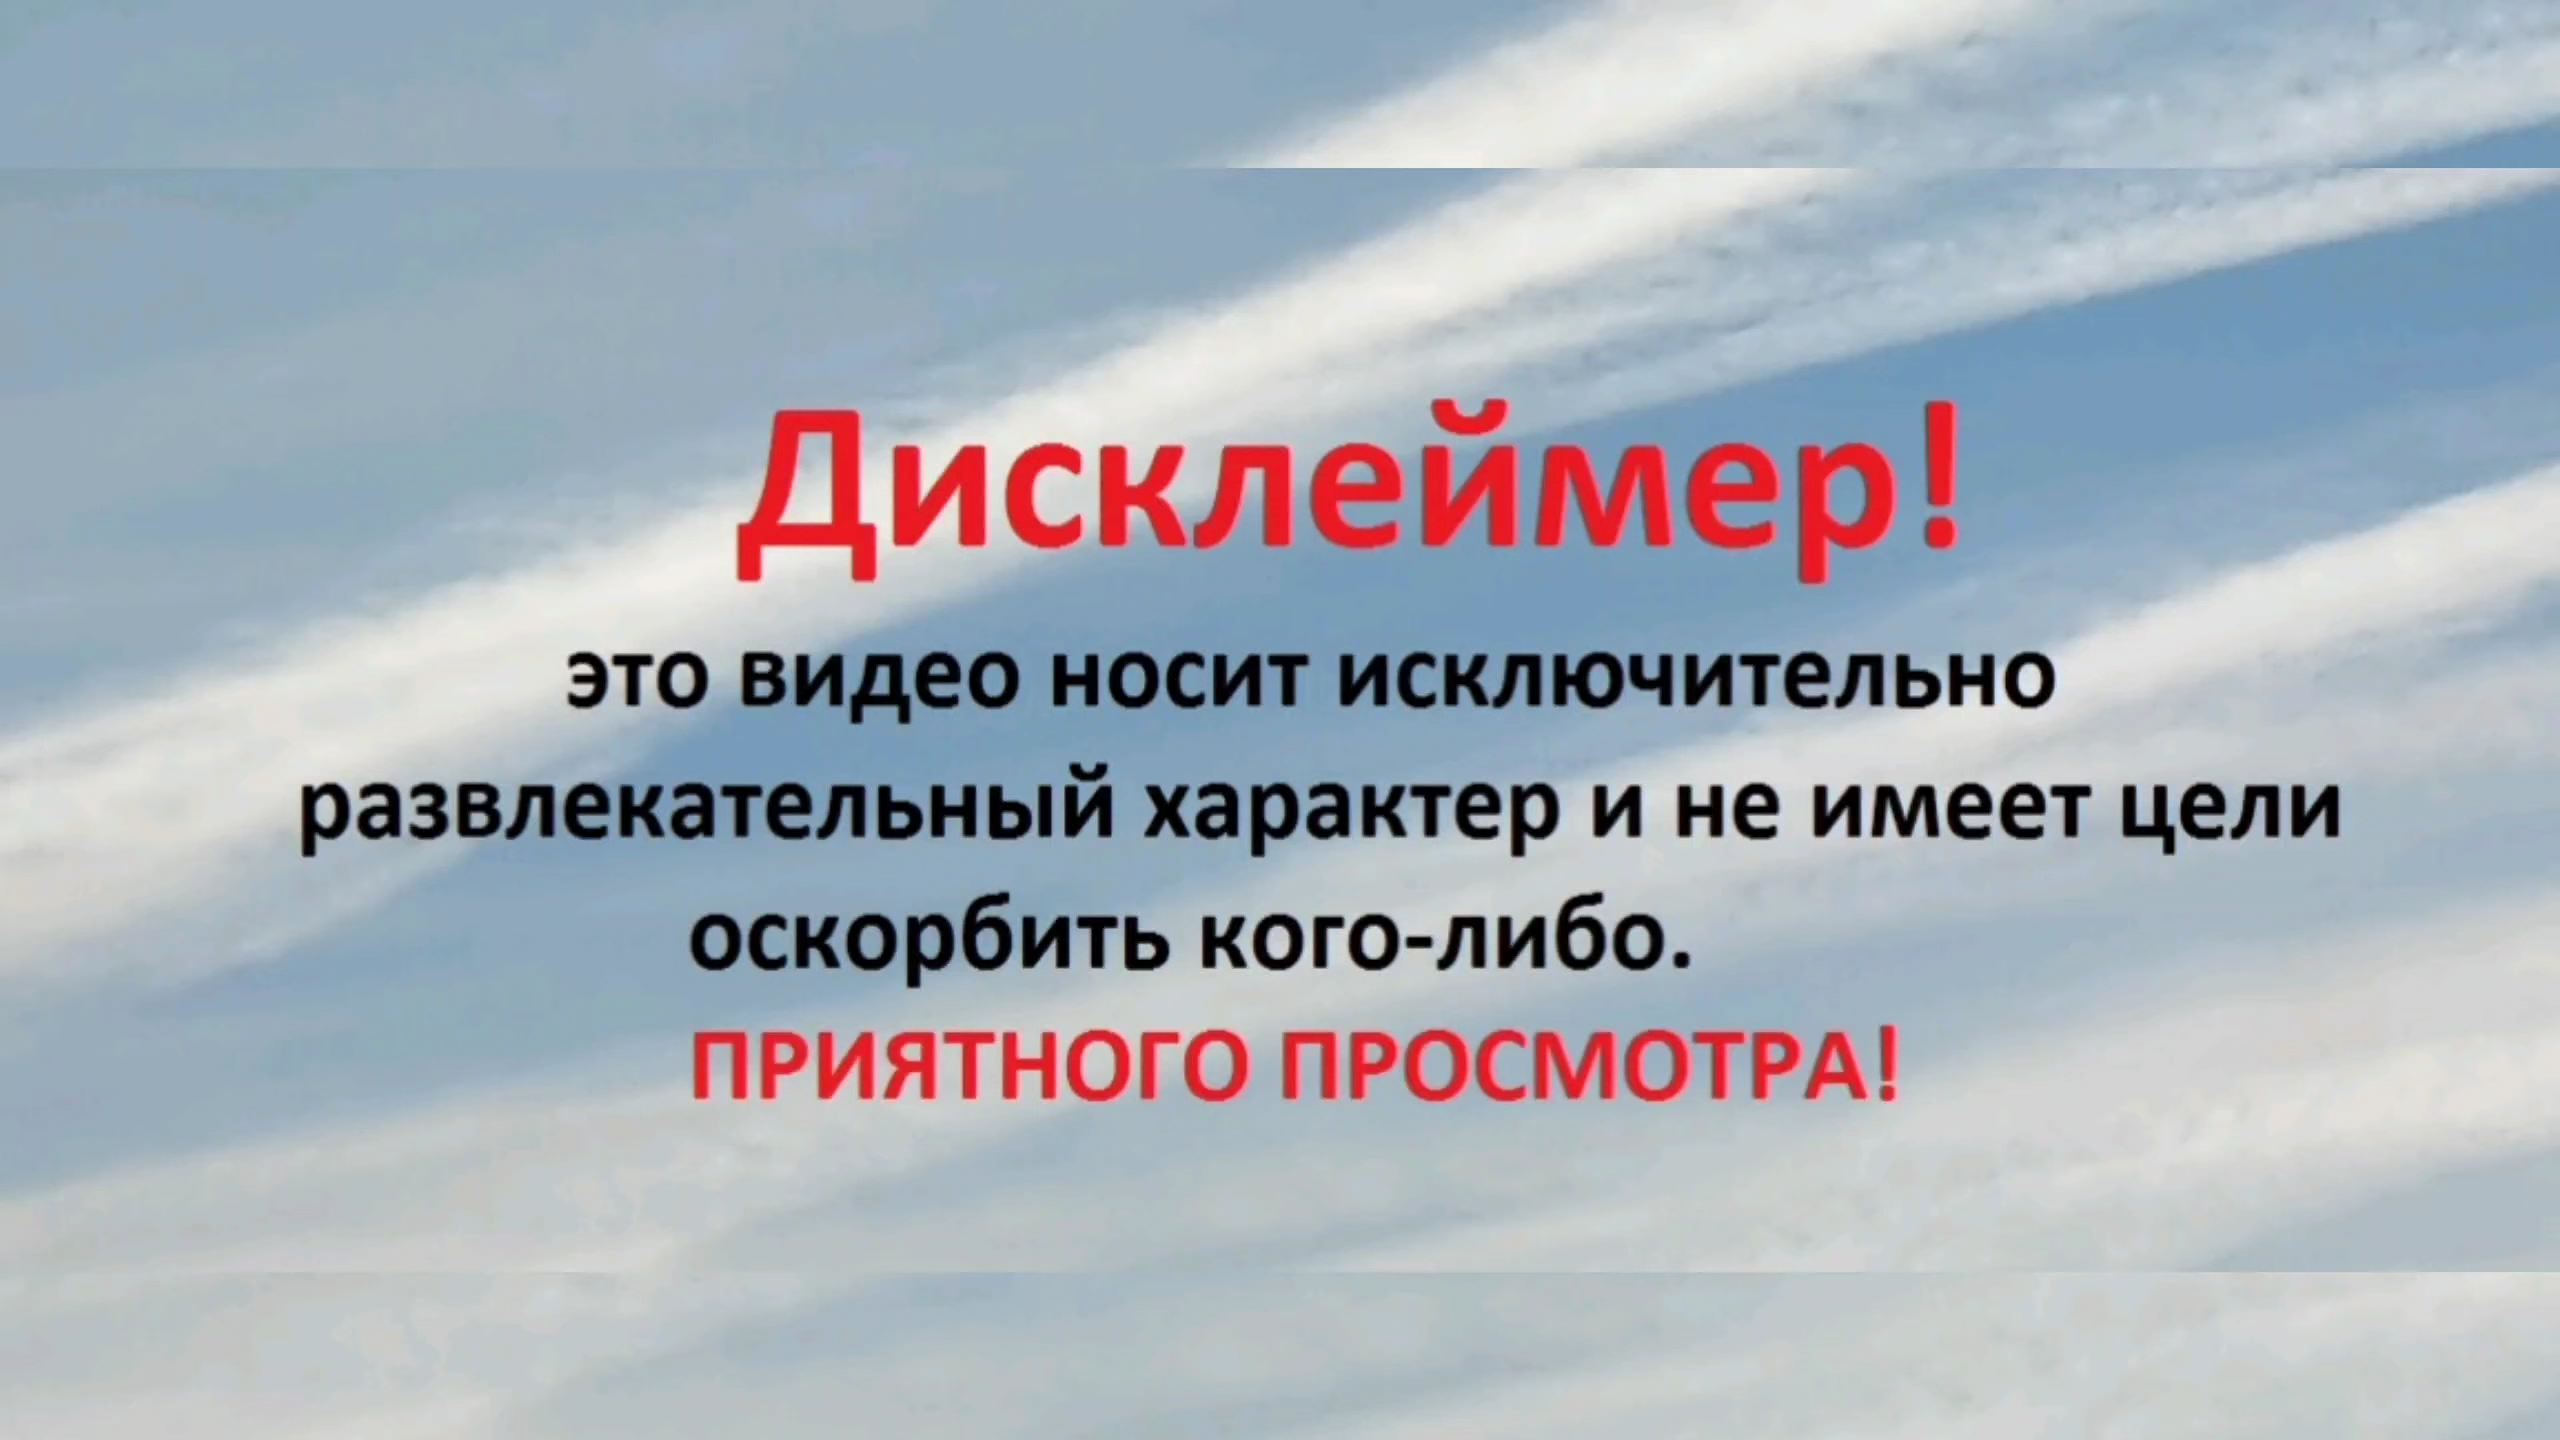 Дисклеймер!
это видео носит исключительно
развлекательный характер и не имеет цели
оскорбить кого-либо.
ПРИЯТНОГО ПРОСМОТРА!